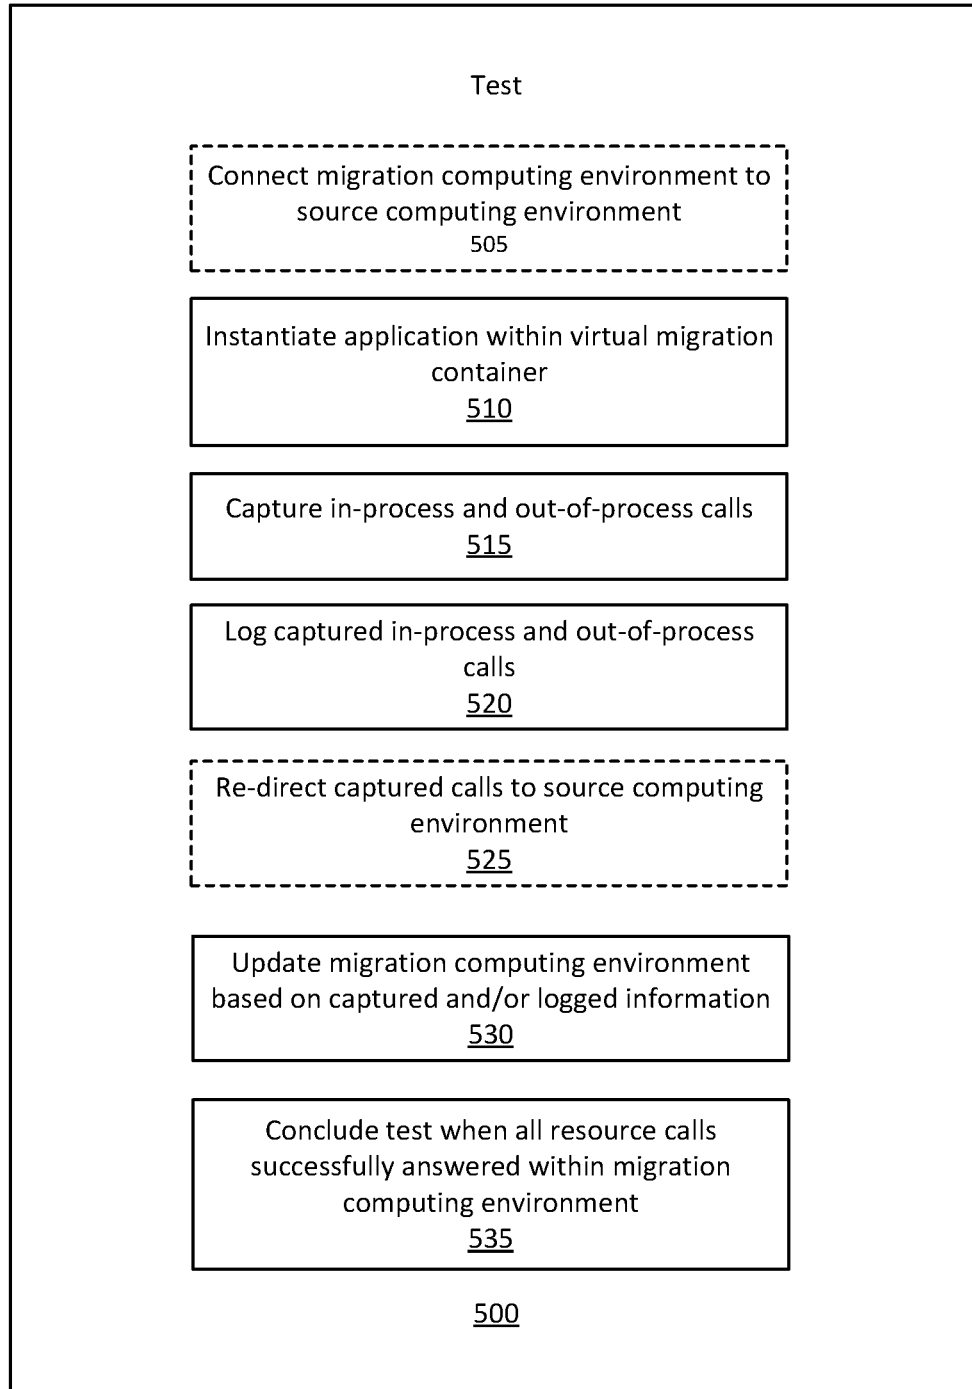 Test
Connect migration computing environment to
source computing environment
505
Instantiate application within virtual migration
container
510
Capture in-process and out-of-process calls
515
Log captured in-process and out-of-process
calls
520
Re-direct captured calls to source computing
environment
525
Update migration computing environment
based on captured and/or logged information
530
Conclude test when all resource calls
successfully answered within migration
computing environment
535
500